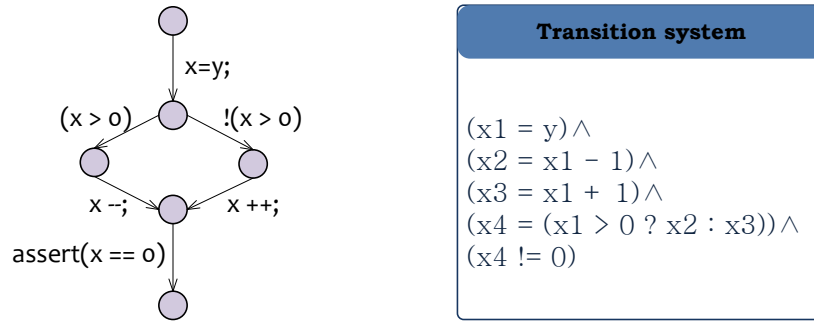 x=y;
(x > 0)
!(x > 0)
x --;
x ++;
assert(x == 0)
Transition system
(x1 = y)∧
(x2 = x1 - 1)∧
(x3 = x1 + 1)∧
(x4 = (x1 > 0 ? x2 : x3))∧
(x4 != 0)